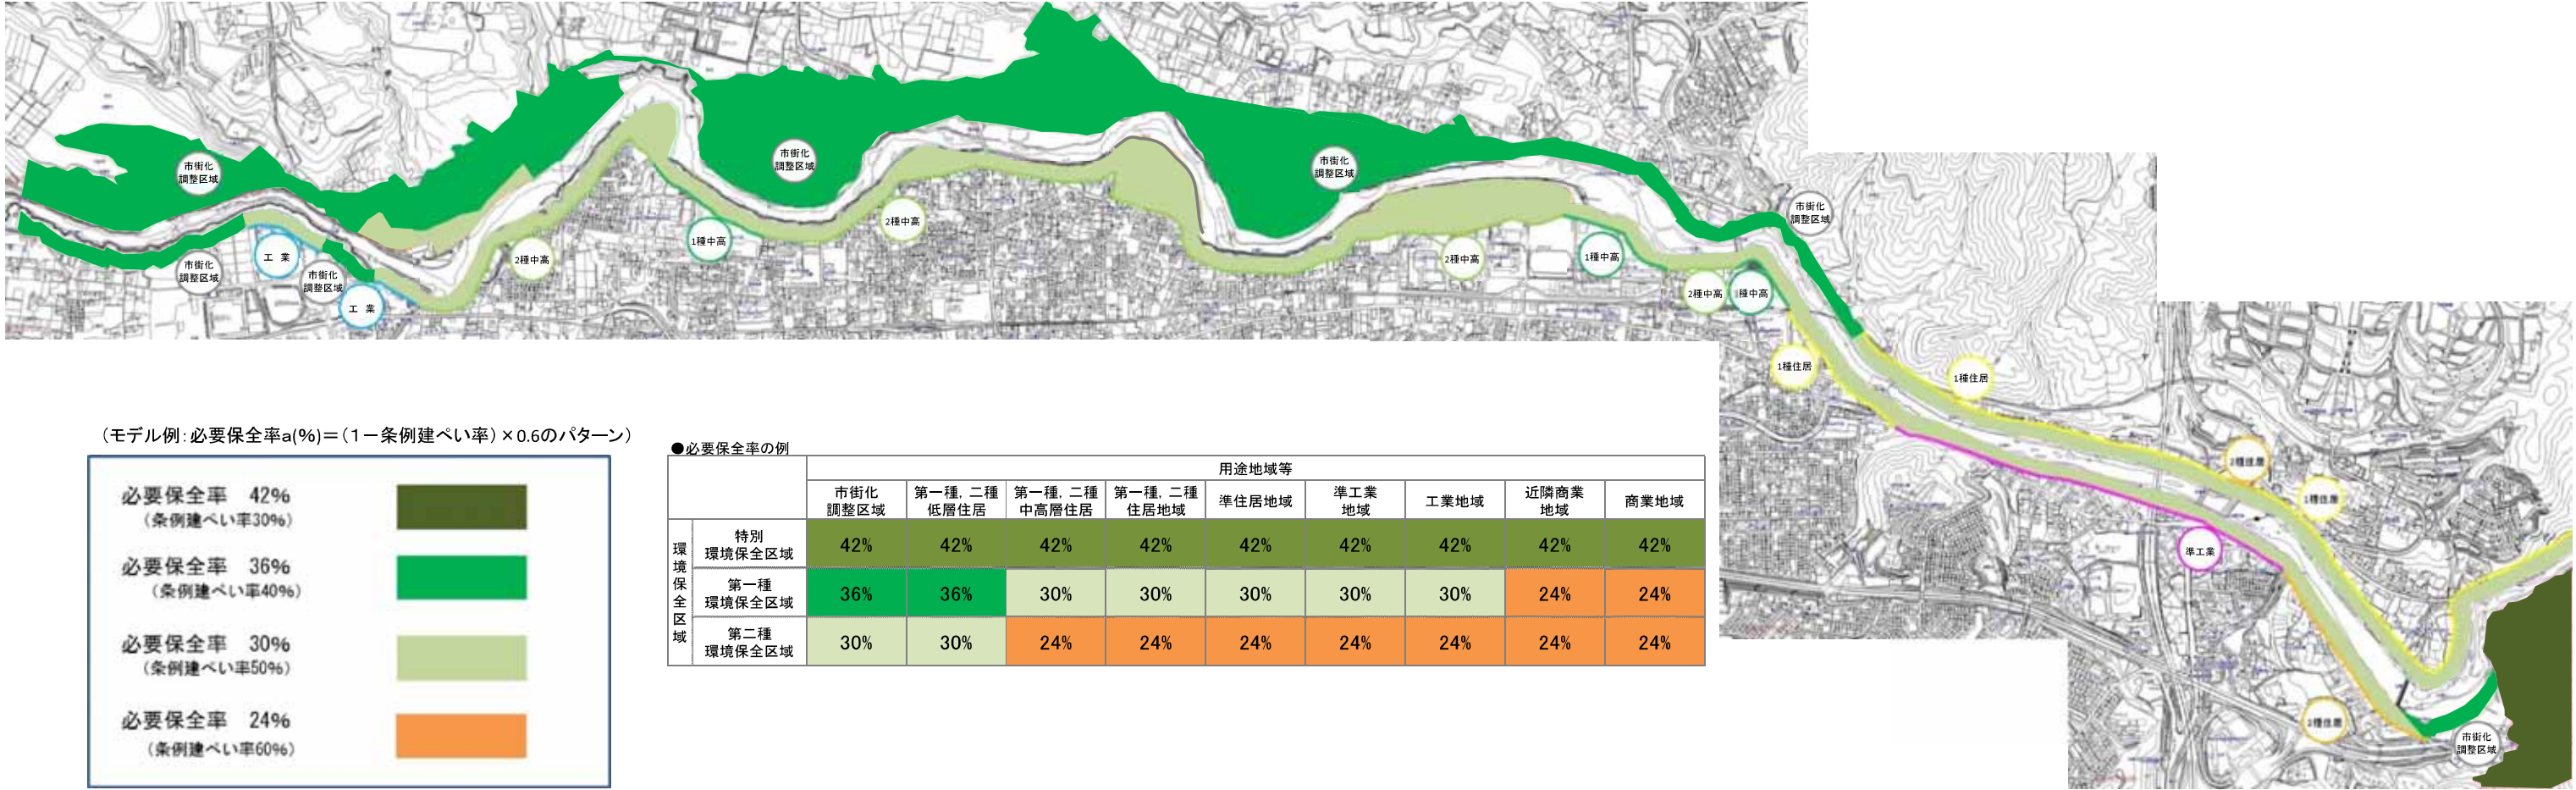 市街化
調整区域
市街化
調整区域
工 業
市街化
調整区域
工 業
2種中高
1種中高
市街化
調整区域
2種中高
市街化
調整区域
2種中高
1種中高
2種中高
種中高
市街化
調整区域
1種住居
1種住居
2種住居
1種住居
準工業
2種住居
市街化
調整区域
(モデル例:必要保全率a(%)=(1-条例建ぺい率)×0.6のパターン)
必要保全率 42%
(条例建ぺい率30%)
必要保全率 36%
(条例建ぺい率40%)
必要保全率 30%
(条例建ぺい率50%)
必要保全率 24%
(条例建ぺい率60%)
●必要保全率の例
用途地域等
市街化 第一種, 二種 第一種, 二種 第一種, 二種 準住居地域 準工業 工業地域 近隣商業 商業地域
調整区域 低層住居 中高層住居 住居地域 地域 地域
環境保全区域
特別
環境保全区域 42% 42% 42% 42% 42% 42% 42% 42% 42%
第一種
環境保全区域 36% 36% 30% 30% 30% 30% 30% 24% 24%
第二種
環境保全区域 30% 30% 24% 24% 24% 24% 24% 24% 24%